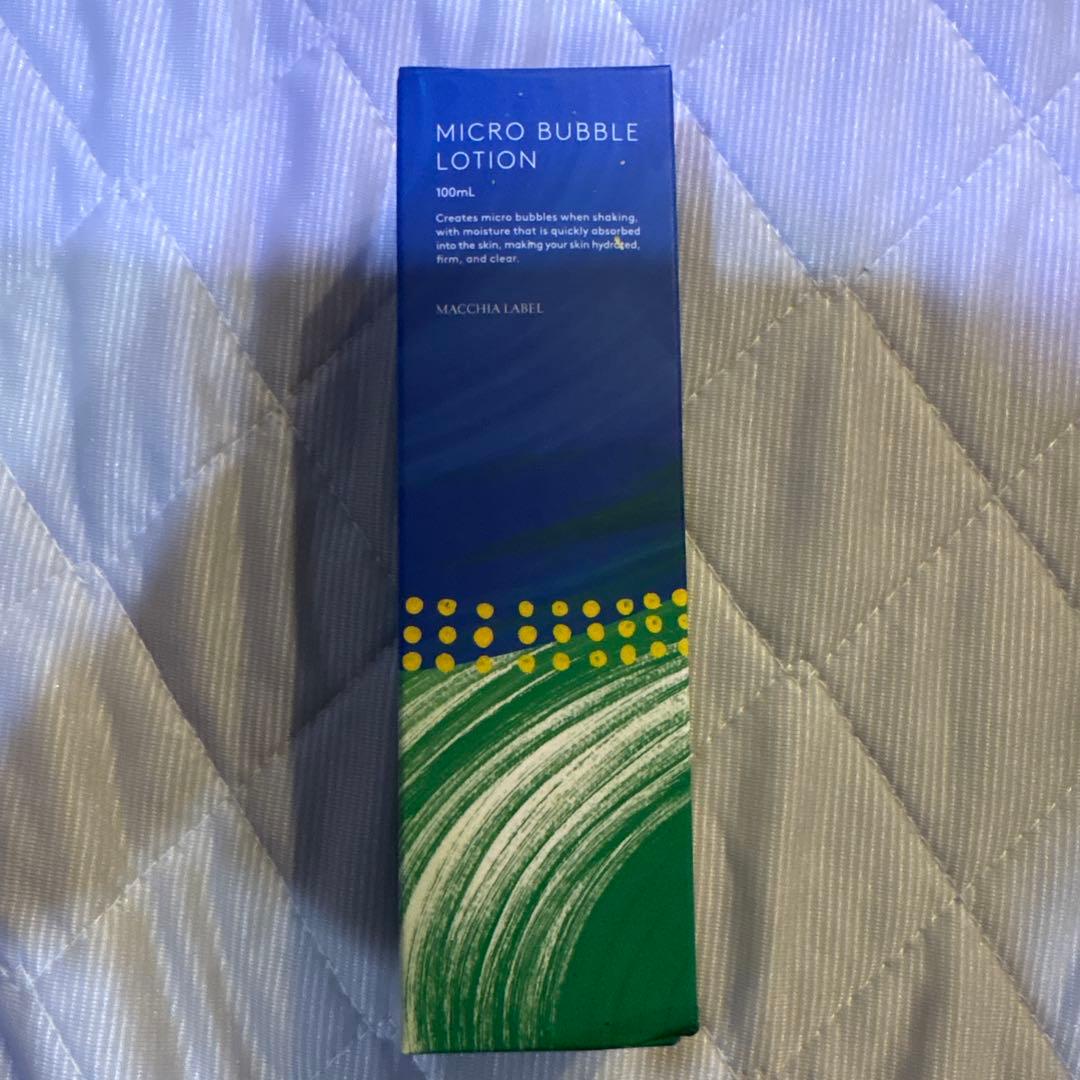 MICRO BUBBLE
LOTION
100mL
Creates micro bubbles when shaking,
with moisture that is quickly absorbed
into the skin, making your skin hydrated,
firm, and clear.
MACCHIA LABEL